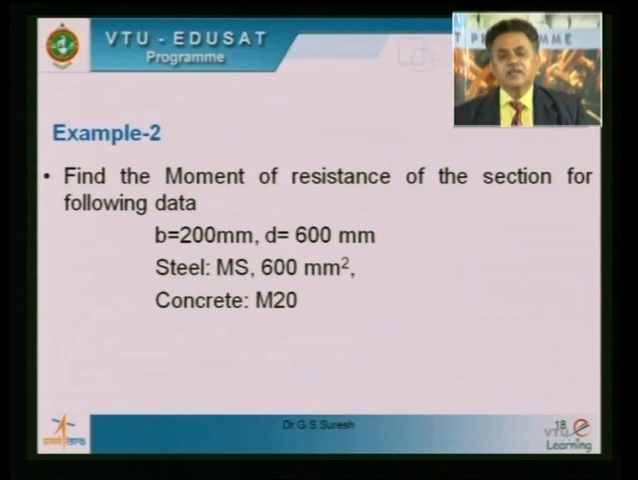 VTU - EDUSAT
Programme
Example-2
• Find the Moment of resistance of the section for
following data
b=200mm, d= 600 mm
Steel: MS, 600 mm²,
Concrete: M20
Dr.G.S.Suresh
18
VTU e
Learning